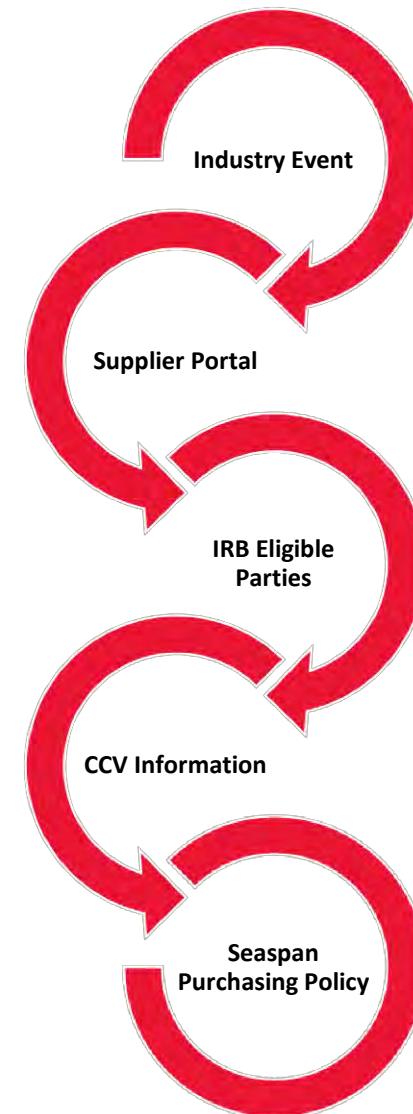 Industry Event
Supplier Portal
IRB Eligible
Parties
CCV Information
Seaspan
Purchasing Policy